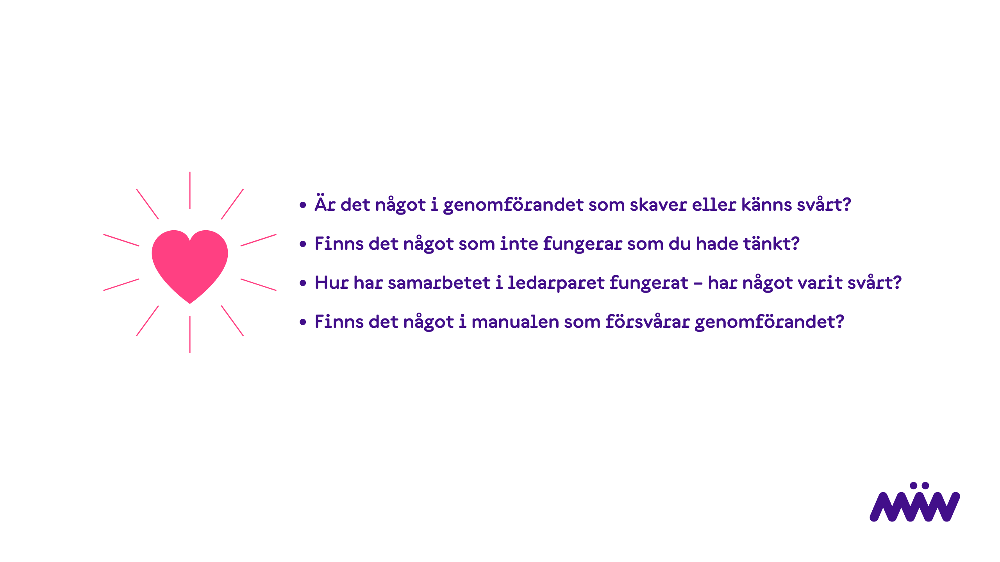 • Är det något i genomförandet som skaver eller känns svårt?
• Finns det något som inte fungerar som du hade tänkt?
• Hur har samarbetet i ledarparet fungerat – har något varit svårt?
• Finns det något i manualen som försvårar genomförandet?